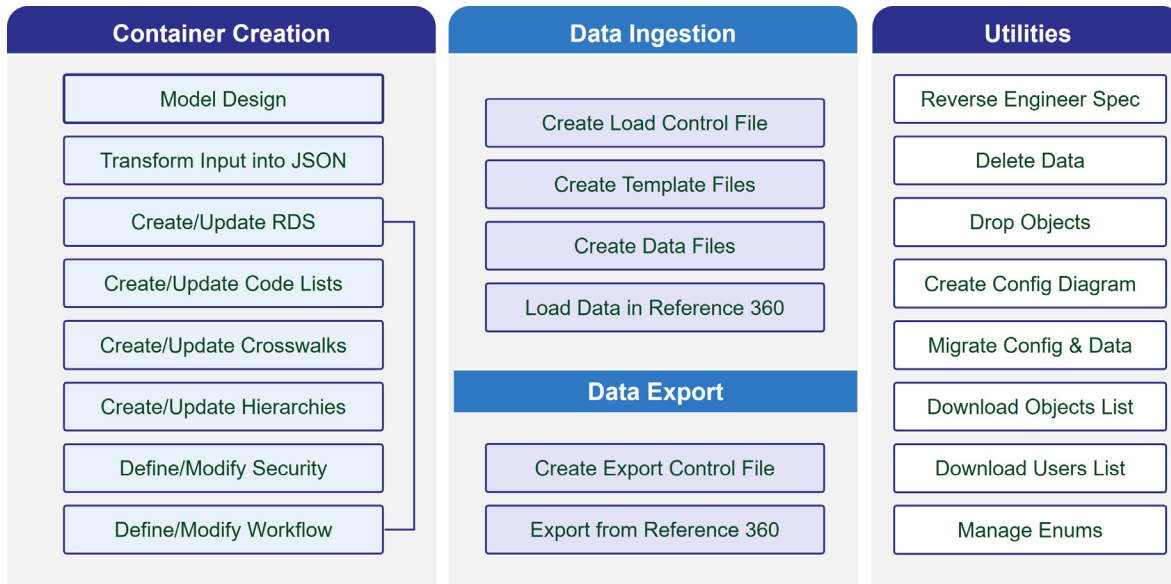 Container Creation
Model Design
Transform Input into JSON
Create/Update RDS
Create/Update Code Lists
Create/Update Crosswalks
Create/Update Hierarchies
Define/Modify Security
Define/Modify Workflow
Data Ingestion
Create Load Control File
Create Template Files
Create Data Files
Load Data in Reference 360
Data Export
Create Export Control File
Export from Reference 360
Utilities
Reverse Engineer Spec
Delete Data
Drop Objects
Create Config Diagram
Migrate Config & Data
Download Objects List
Download Users List
Manage Enums